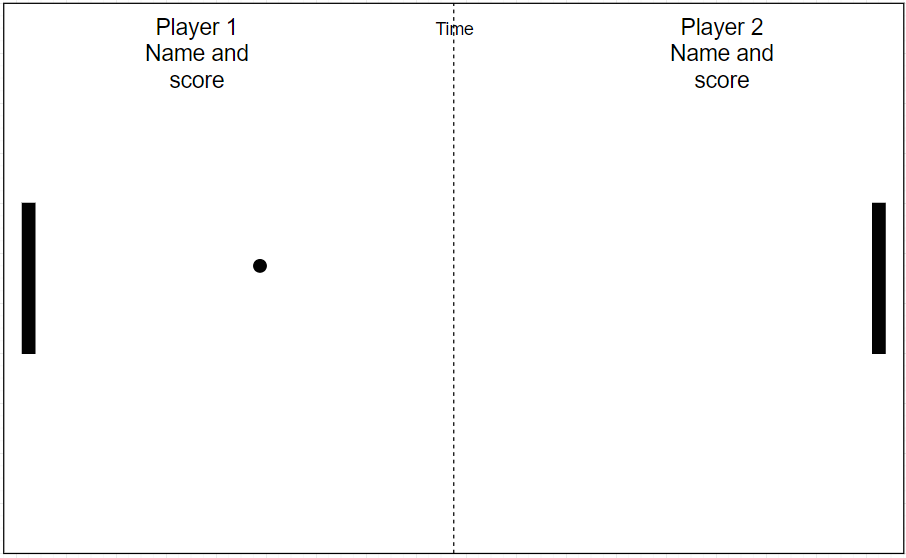 Player 1
Name and
score
Time
Player 2
Name and
score